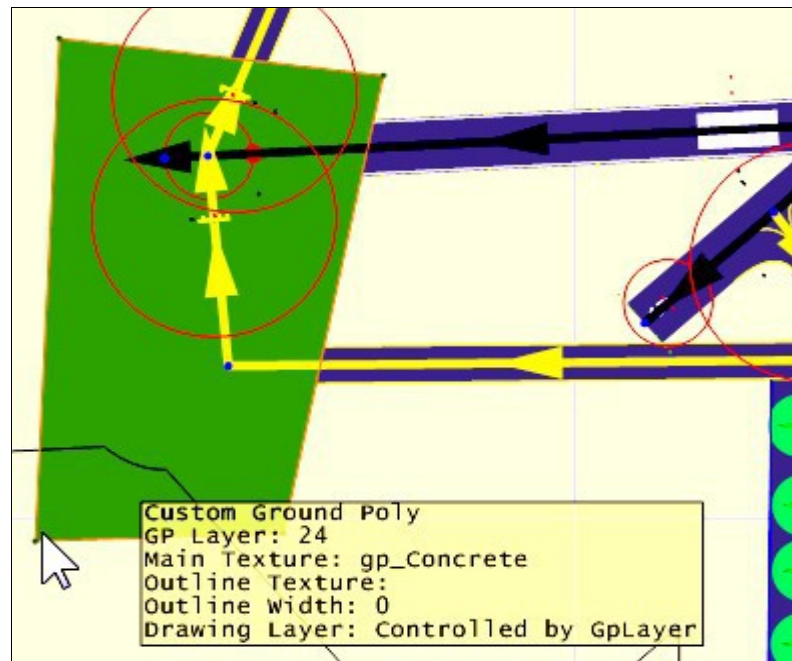 Custom Ground Poly
GP Layer: 24
Main Texture: gp_Concrete
Outline Texture:
Outline Width: 0
Drawing Layer: Controlled by GpLayer